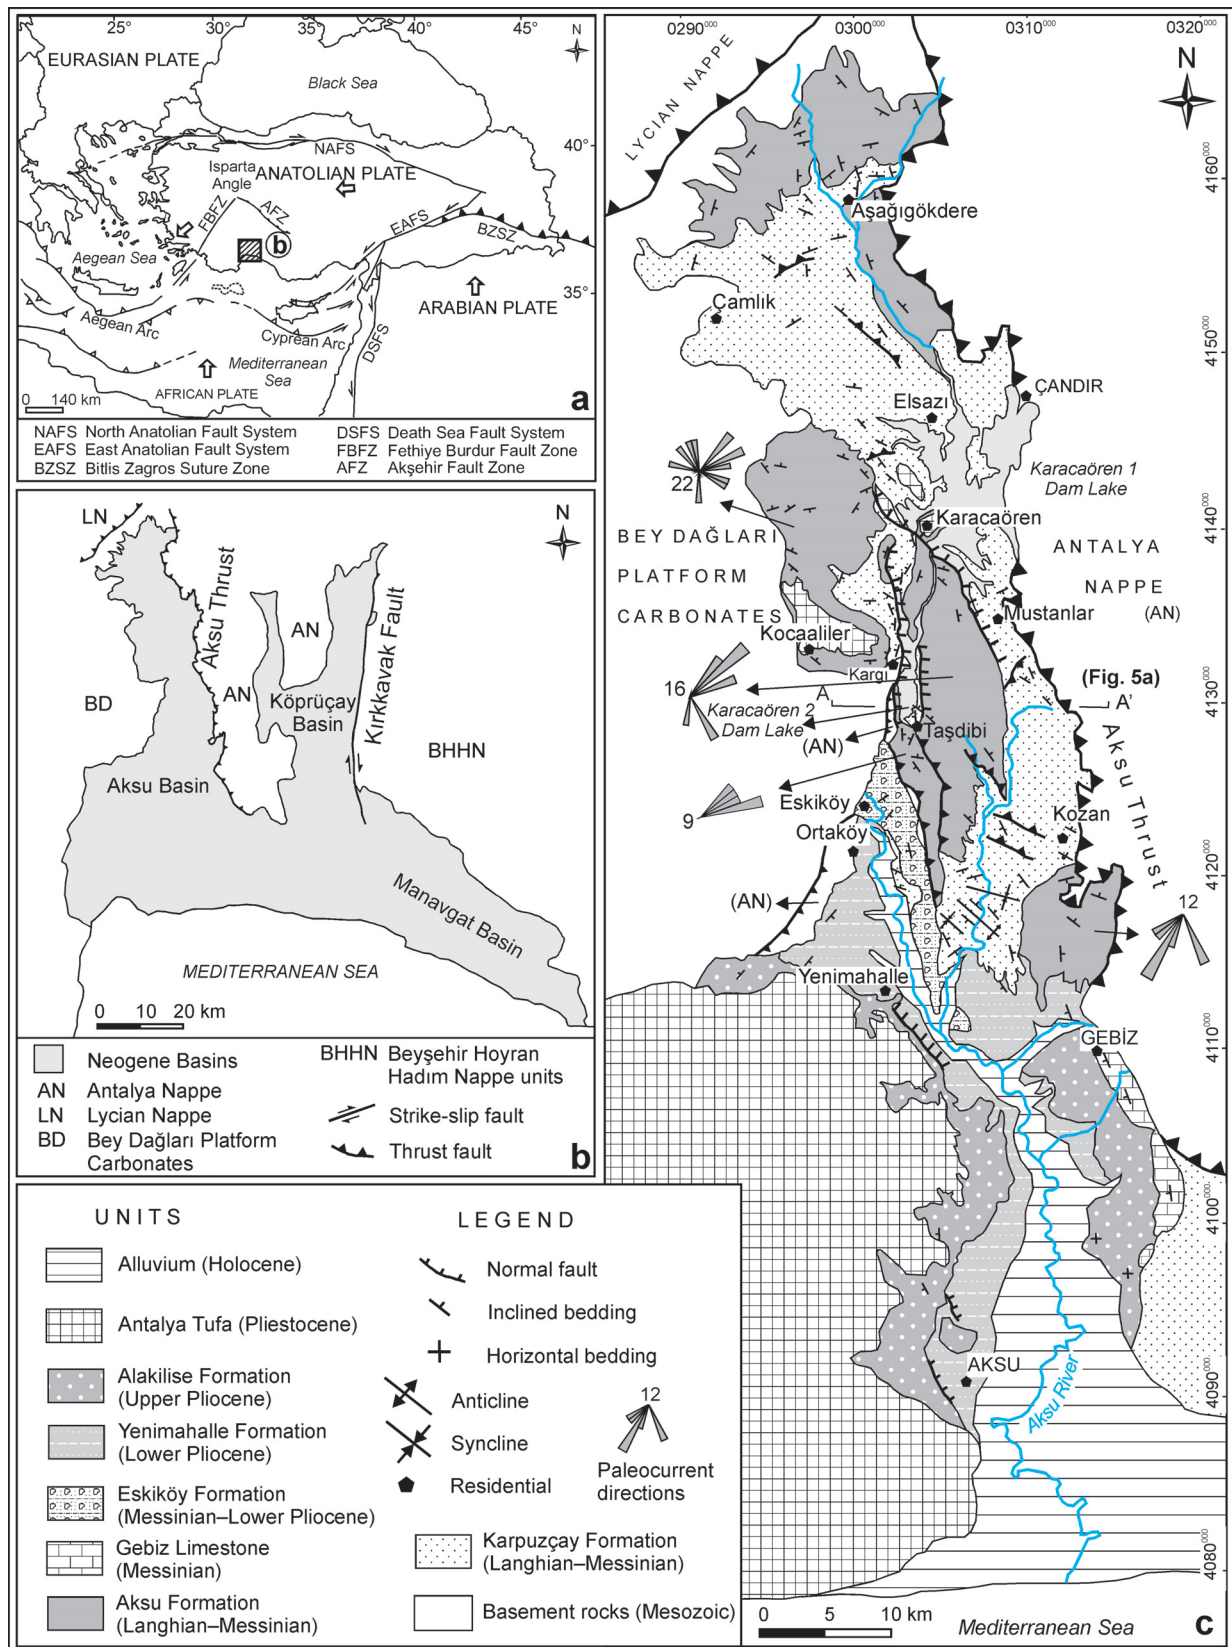 25°
35°
40°
45°
N
EURASIAN PLATE
Black Sea
40°
NAFS
Isparta
Angle
ANATOLIAN PLATE
FBFZ
AFZ
EAFS
BZSZ
b
Aegean Sea
35°
ARABIAN PLATE
Aegean Arc
Cyprean Arc
DSFS
Mediterranean
Sea
AFRICAN PLATE
0 140 km
a
NAFS North Anatolian Fault System
EAFS East Anatolian Fault System
BZSZ Bitlis Zagros Suture Zone
DSFS Death Sea Fault System
FBFZ Fethiye Burdur Fault Zone
AFZ Akşehir Fault Zone
LN
N
Aksu Thrust
AN
Kırkkavak Fault
BD
AN
Köprüçay
Basin
BHHN
Aksu Basin
Manavgat Basin
MEDITERRANEAN SEA
0 10 20 km
Neogene Basins
AN Antalya Nappe
LN Lycian Nappe
BD Bey Dağları Platform
Carbonates
BHHN Beyşehir Hoyran
Hadım Nappe units
Strike-slip fault
Thrust fault
b
UNITS
Alluvium (Holocene)
Antalya Tufa (Pliestocene)
Alakilise Formation
(Upper Pliocene)
Yenimahalle Formation
(Lower Pliocene)
Eskiköy Formation
(Messinian–Lower Pliocene)
Gebiz Limestone
(Messinian)
Aksu Formation
(Langhian–Messinian)
LEGEND
Normal fault
Inclined bedding
Horizontal bedding
Anticline
Syncline
Residential
12
Paleocurrent
directions
Karpuzçay Formation
(Langhian–Messinian)
Basement rocks (Mesozoic)
0290000
0300000
0310000
0320000
N
LYCIAN NAPPE
4160000
Aşağıgökdere
Çamlık
4150000
ÇANDIR
Elsazı
Karacaören 1
Dam Lake
22
4140000
Karacaören
BEY DAĞLARI
PLATFORM
CARBONATES
ANTALYA
NAPPE
(AN)
Mustanlar
Kocaaliler
Kargı
16
A
(Fig. 5a)
A'
4130000
Karacaören 2
Dam Lake
(AN)
Taşdibi
Aksu Thrust
Eskiköy
9
Ortaköy
Kozan
4120000
(AN)
12
Yenimahalle
GEBİZ
4110000
4100000
AKSU
Aksu River
4090000
4080000
0 5 10 km
Mediterranean Sea
c